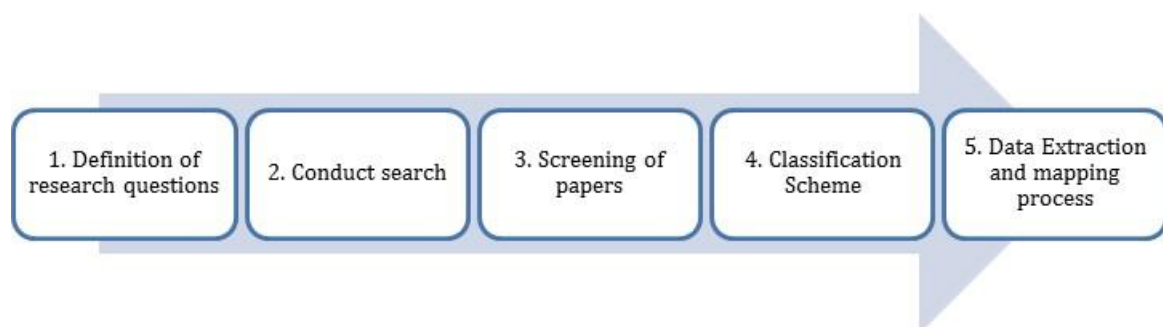 1. Definition of
research questions
2. Conduct search
3. Screening of
papers
4. Classification
Scheme
5. Data Extraction
and mapping
process